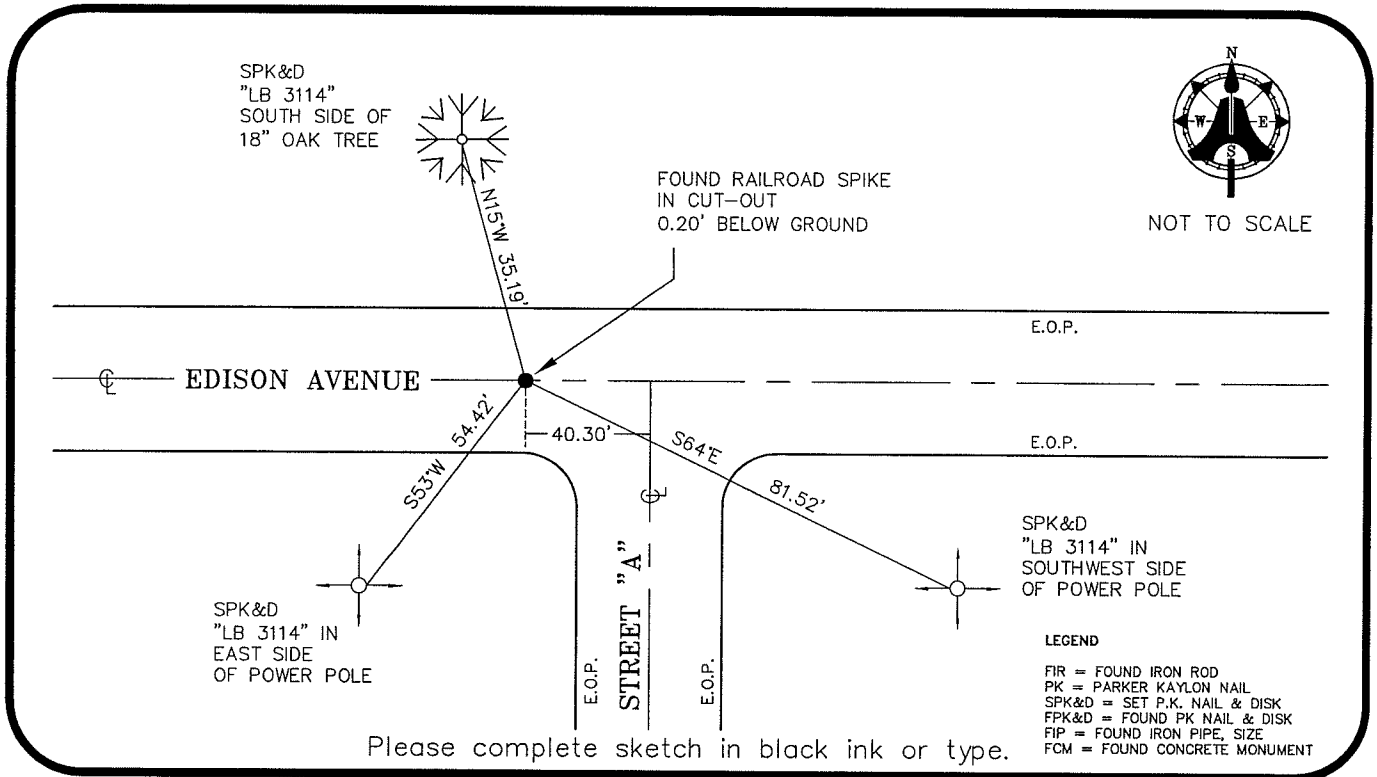 SPK&D
"LB 3114"
SOUTH SIDE OF
18" OAK TREE
N
W
E
S
NOT TO SCALE
FOUND RAILROAD SPIKE
IN CUT-OUT
0.20' BELOW GROUND
N15°W 35.19'
E.O.P.
℄
EDISON AVENUE
40.30'
S53°W 54.42'
S64°E 81.52'
E.O.P.
℄
SPK&D
"LB 3114" IN
SOUTHWEST SIDE
OF POWER POLE
SPK&D
"LB 3114" IN
EAST SIDE
OF POWER POLE
E.O.P.
STREET "A"
E.O.P.
LEGEND
FIR = FOUND IRON ROD
PK = PARKER KAYLON NAIL
SPK&D = SET P.K. NAIL & DISK
FPK&D = FOUND PK NAIL & DISK
FIP = FOUND IRON PIPE, SIZE
FCM = FOUND CONCRETE MONUMENT
Please complete sketch in black ink or type.